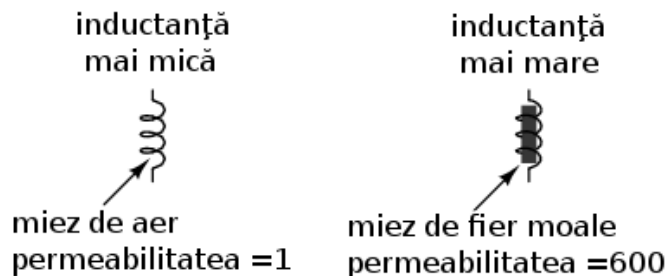 inductanţă
mai mică
inductanţă
mai mare
miez de aer
permeabilitatea =1
miez de fier moale
permeabilitatea =600